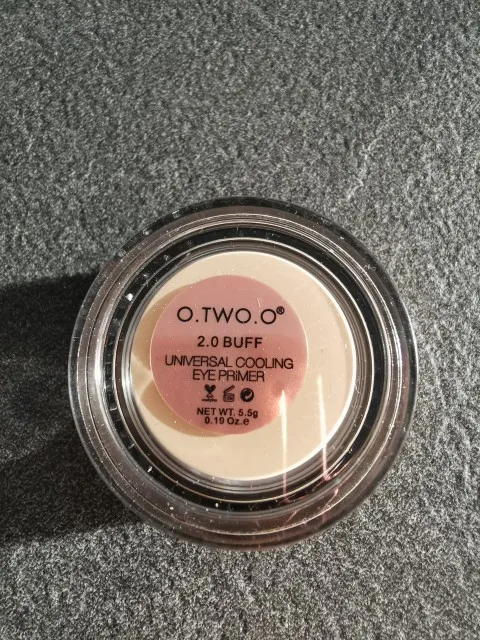 O.TWO.O®
2.0 BUFF
UNIVERSAL COOLING
EYE PRIMER
NET WT. 5.5g
0.19 Oz.e